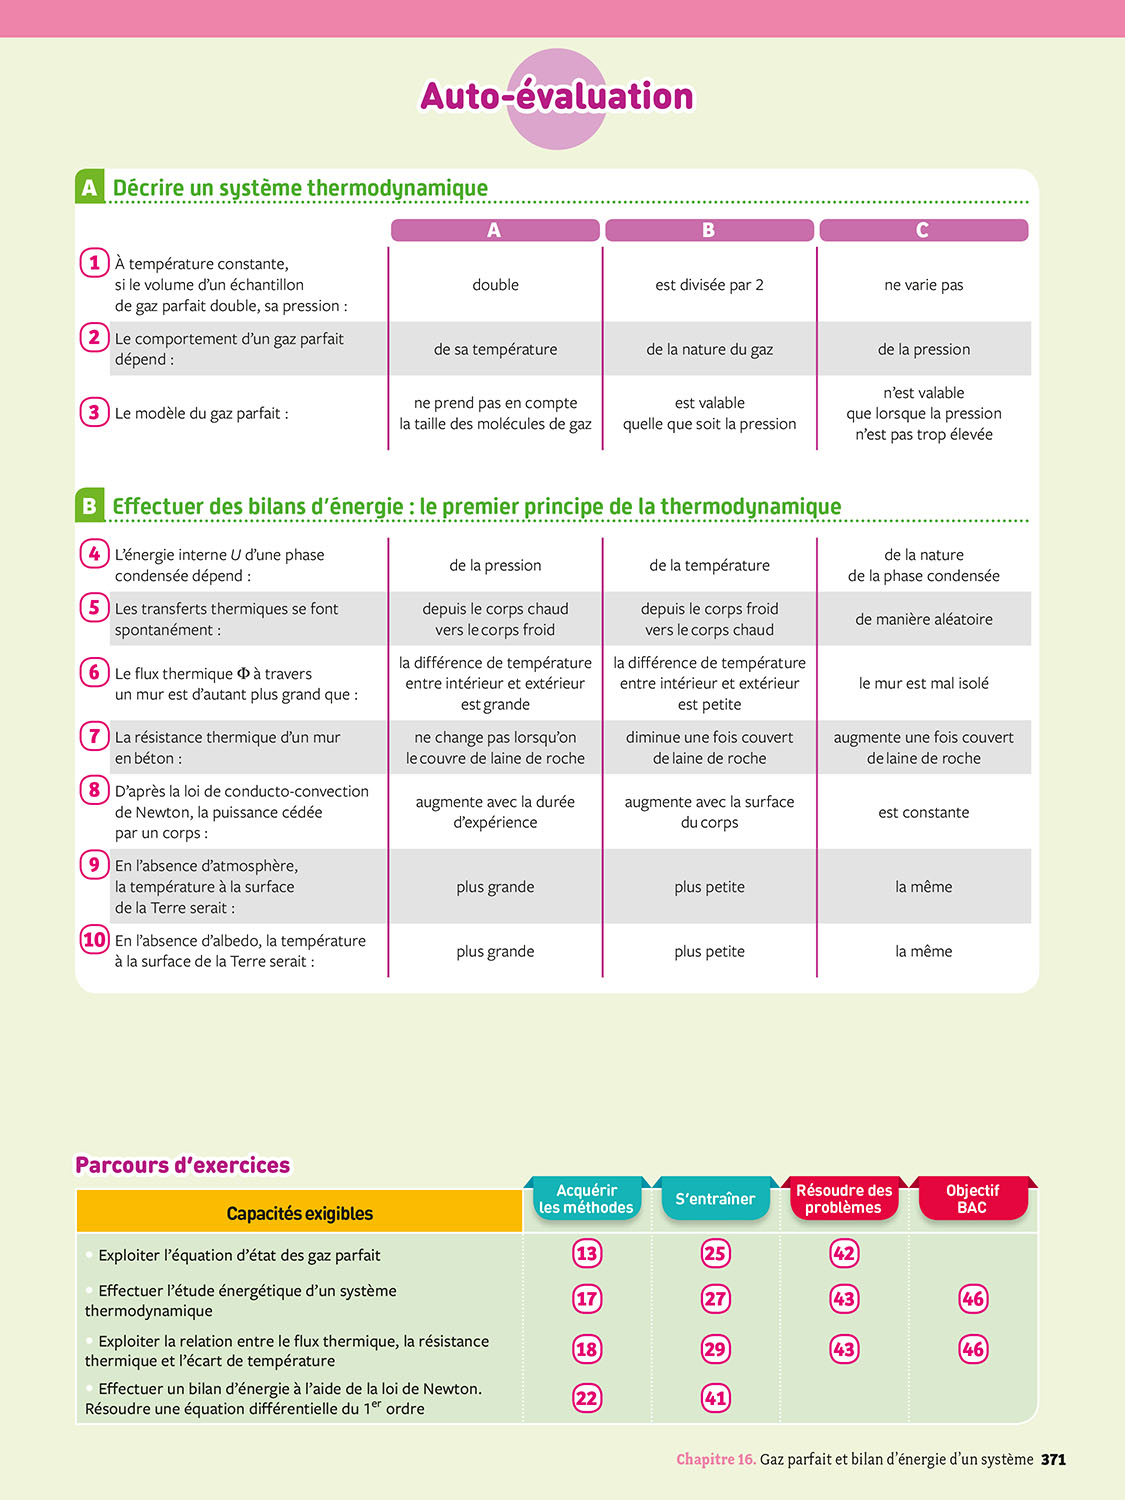 Auto-évaluation
A Décrire un système thermodynamique
A B C
1 À température constante,
si le volume d'un échantillon
de gaz parfait double, sa pression :
double
est divisée par 2
ne varie pas
2 Le comportement d'un gaz parfait
dépend :
de sa température
de la nature du gaz
de la pression
3 Le modèle du gaz parfait :
ne prend pas en compte
la taille des molécules de gaz
est valable
quelle que soit la pression
n'est valable
que lorsque la pression
n'est pas trop élevée
B Effectuer des bilans d'énergie : le premier principe de la thermodynamique
4 L'énergie interne U d'une phase
condensée dépend :
de la pression
de la température
de la nature
de la phase condensée
5 Les transferts thermiques se font
spontanément :
depuis le corps chaud
vers le corps froid
depuis le corps froid
vers le corps chaud
de manière aléatoire
6 Le flux thermique Φ à travers
un mur est d'autant plus grand que :
la différence de température
entre intérieur et extérieur
est grande
la différence de température
entre intérieur et extérieur
est petite
le mur est mal isolé
7 La résistance thermique d'un mur
en béton :
ne change pas lorsqu'on
le couvre de laine de roche
diminue une fois couvert
de laine de roche
augmente une fois couvert
de laine de roche
8 D'après la loi de conducto-convection
de Newton, la puissance cédée
par un corps :
augmente avec la durée
d'expérience
augmente avec la surface
du corps
est constante
9 En l'absence d'atmosphère,
la température à la surface
de la Terre serait :
plus grande
plus petite
la même
10 En l'absence d'albedo, la température
à la surface de la Terre serait :
plus grande
plus petite
la même
Parcours d'exercices
Capacités exigibles
Acquérir
les méthodes
S'entraîner
Résoudre des
problèmes
Objectif
BAC
• Exploiter l'équation d'état des gaz parfait
13 25 42
• Effectuer l'étude énergétique d'un système
thermodynamique
17 27 43 46
• Exploiter la relation entre le flux thermique, la résistance
thermique et l'écart de température
18 29 43 46
• Effectuer un bilan d'énergie à l'aide de la loi de Newton.
Résoudre une équation différentielle du 1er ordre
22 41
Chapitre 16. Gaz parfait et bilan d'énergie d'un système 371